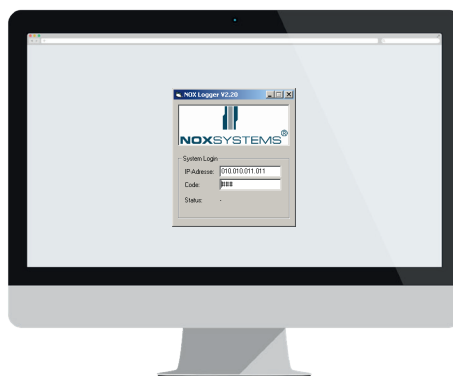 NOX Logger V2.28
NOXSYSTEMS®
System Login
IP-Adresse: 010.010.011.011
Code: ####
Status: -